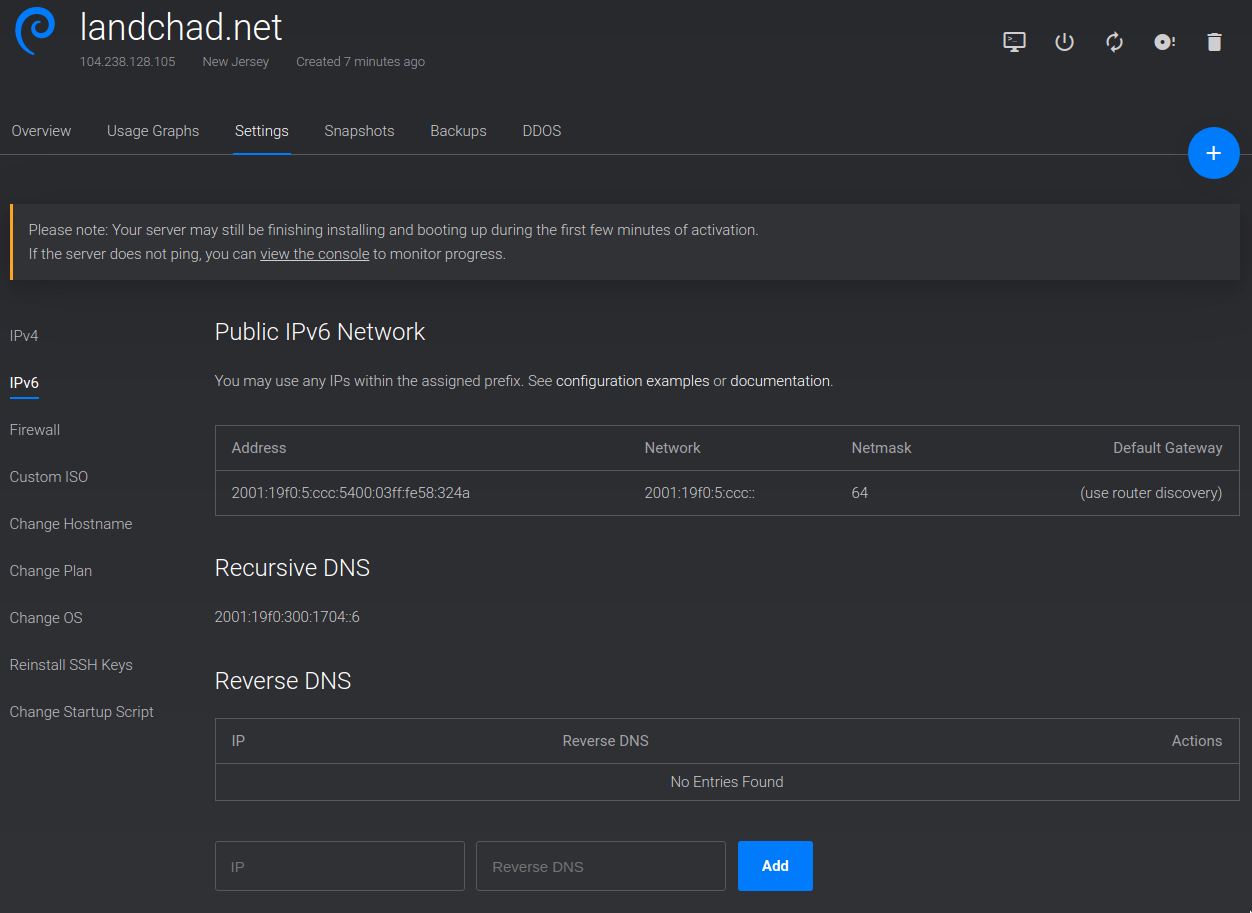 landchad.net
104.238.128.105 New Jersey Created 7 minutes ago
Overview Usage Graphs Settings Snapshots Backups DDOS
+
Please note: Your server may still be finishing installing and booting up during the first few minutes of activation.
If the server does not ping, you can view the console to monitor progress.
IPv4
IPv6
Firewall
Custom ISO
Change Hostname
Change Plan
Change OS
Reinstall SSH Keys
Change Startup Script
Public IPv6 Network
You may use any IPs within the assigned prefix. See configuration examples or documentation.
Address Network Netmask Default Gateway
2001:19f0:5:ccc:5400:03ff:fe58:324a 2001:19f0:5:ccc:: 64 (use router discovery)
Recursive DNS
2001:19f0:300:1704::6
Reverse DNS
IP Reverse DNS Actions
No Entries Found
IP Reverse DNS Add